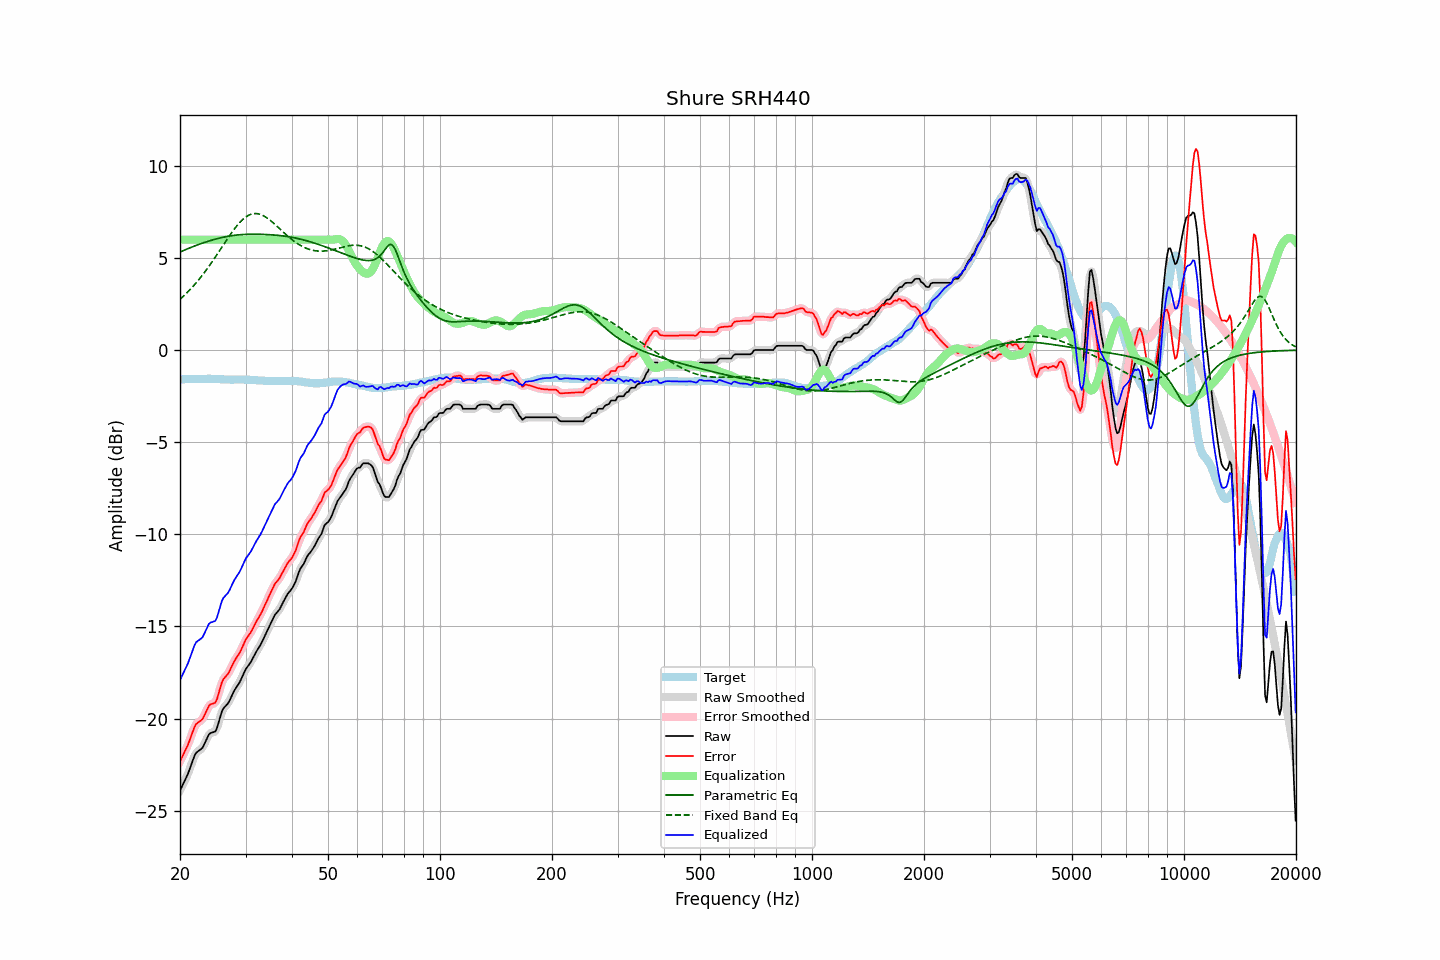 Shure SRH440
Amplitude (dBr)
10
5
0
−5
−10
−15
−20
−25
Target
Raw Smoothed
Error Smoothed
Raw
Error
Equalization
Parametric Eq
Fixed Band Eq
Equalized
20
50
100
200
500
1000
2000
5000
10000
20000
Frequency (Hz)